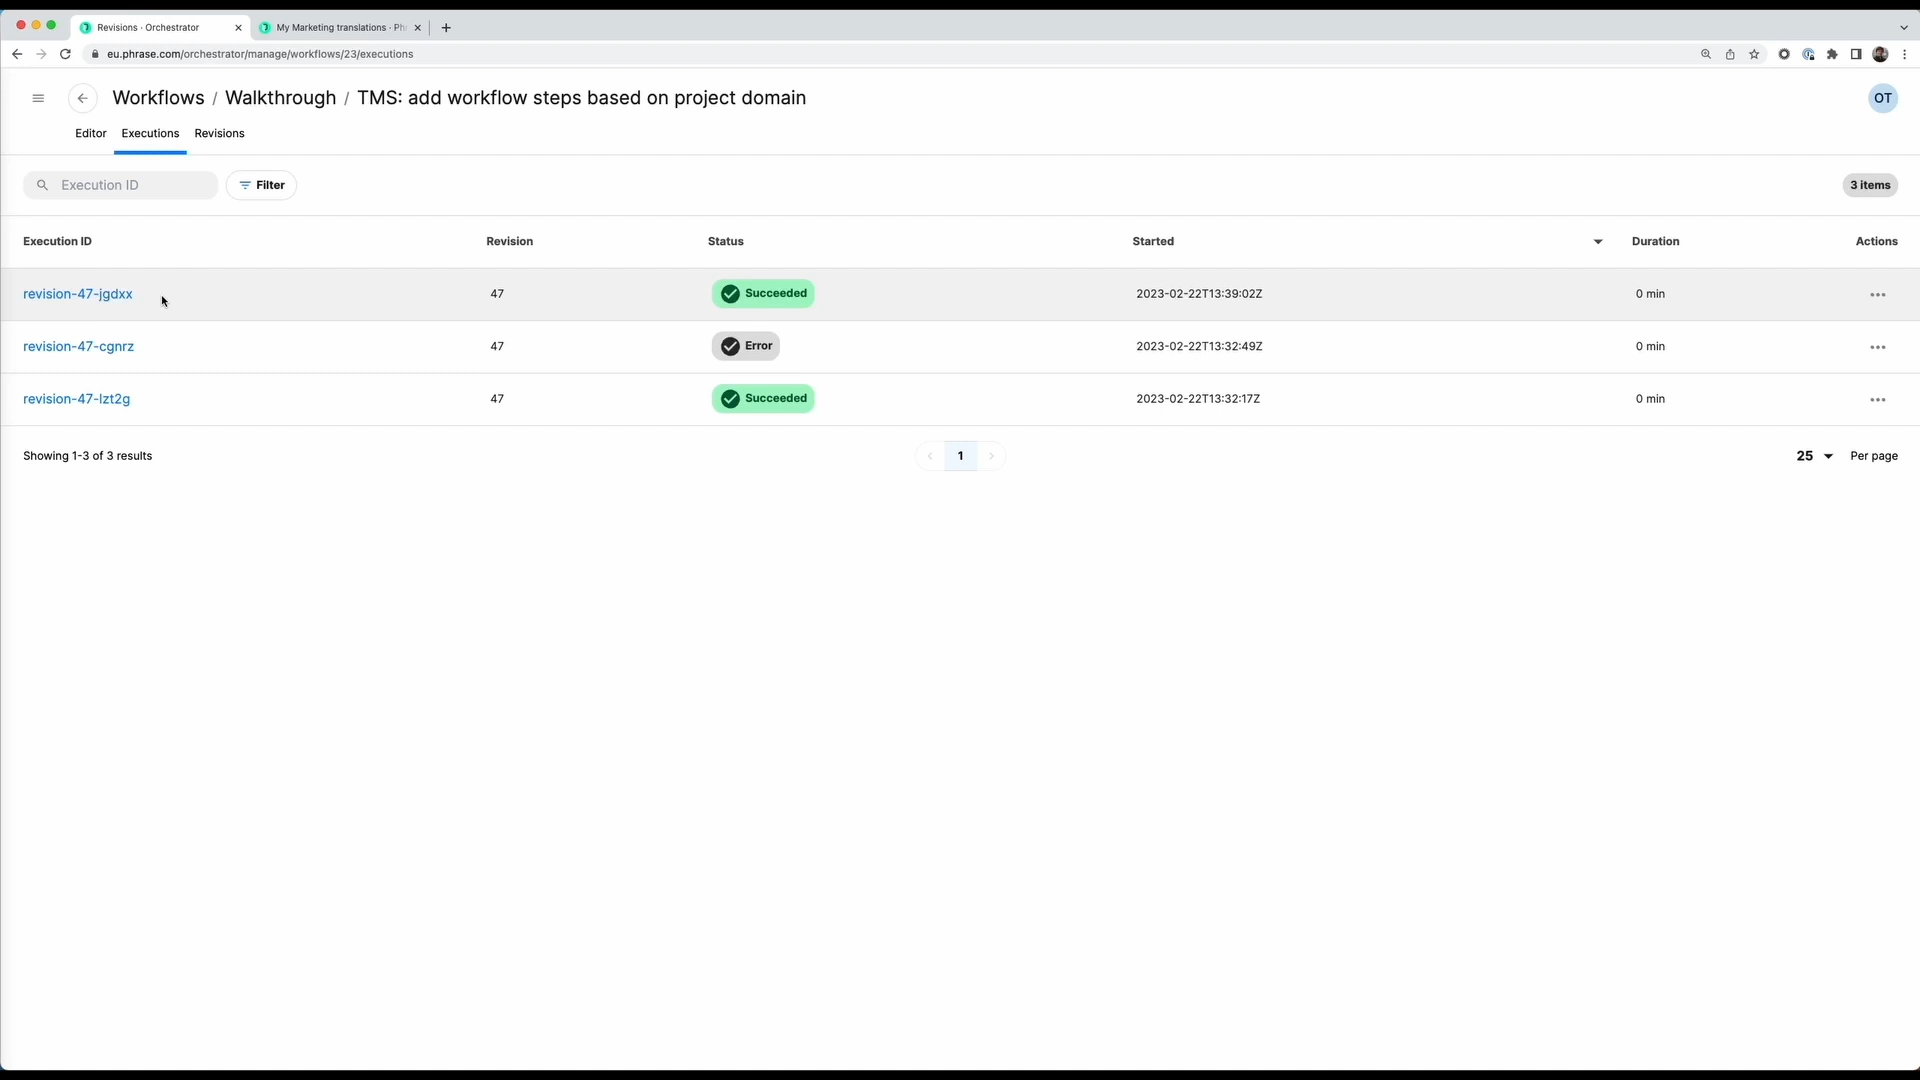 Revisions · Orchestrator
My Marketing translations · Ph
eu.phrase.com/orchestrator/manage/workflows/23/executions
Workflows / Walkthrough / TMS: add workflow steps based on project domain
OT
Editor Executions Revisions
Execution ID
Filter
3 items
Execution ID Revision Status Started Duration Actions
revision-47-jgdxx 47 Succeeded 2023-02-22T13:39:02Z 0 min
revision-47-cgnrz 47 Error 2023-02-22T13:32:49Z 0 min
revision-47-lzt2g 47 Succeeded 2023-02-22T13:32:17Z 0 min
Showing 1-3 of 3 results
1
25 Per page